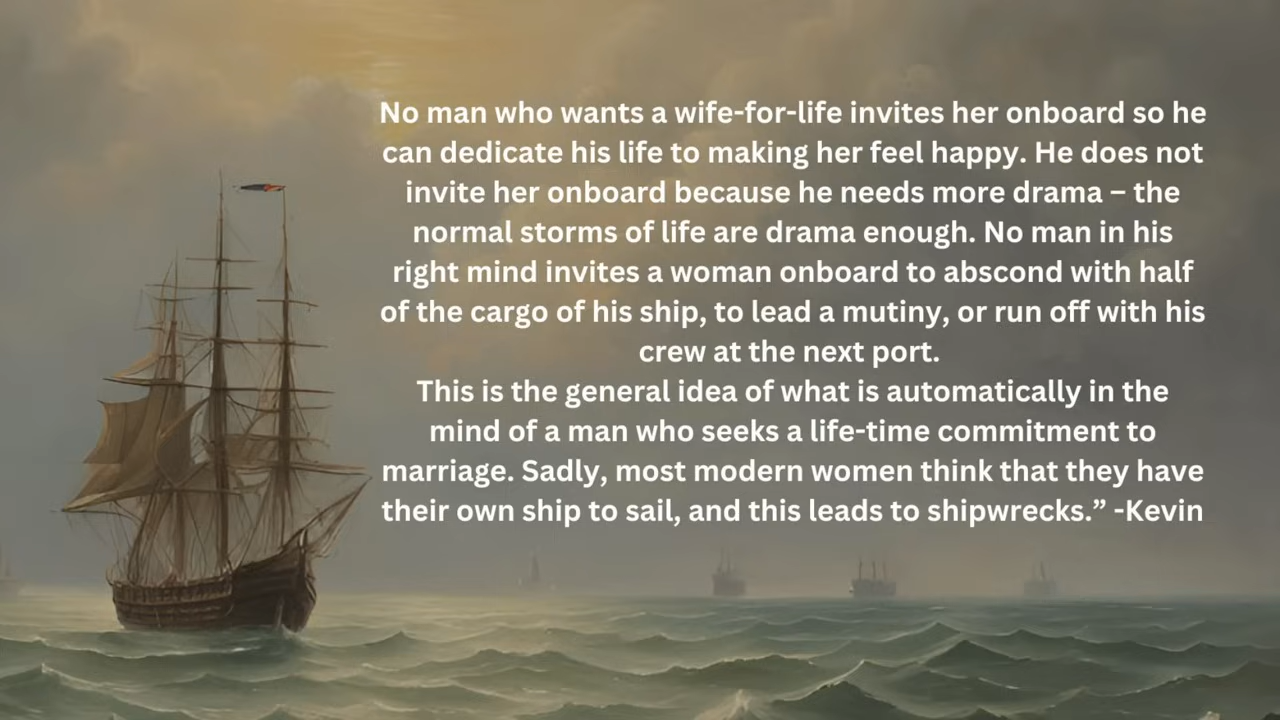 No man who wants a wife-for-life invites her onboard so he
can dedicate his life to making her feel happy. He does not
invite her onboard because he needs more drama – the
normal storms of life are drama enough. No man in his
right mind invites a woman onboard to abscond with half
of the cargo of his ship, to lead a mutiny, or run off with his
crew at the next port.
This is the general idea of what is automatically in the
mind of a man who seeks a life-time commitment to
marriage. Sadly, most modern women think that they have
their own ship to sail, and this leads to shipwrecks.” -Kevin